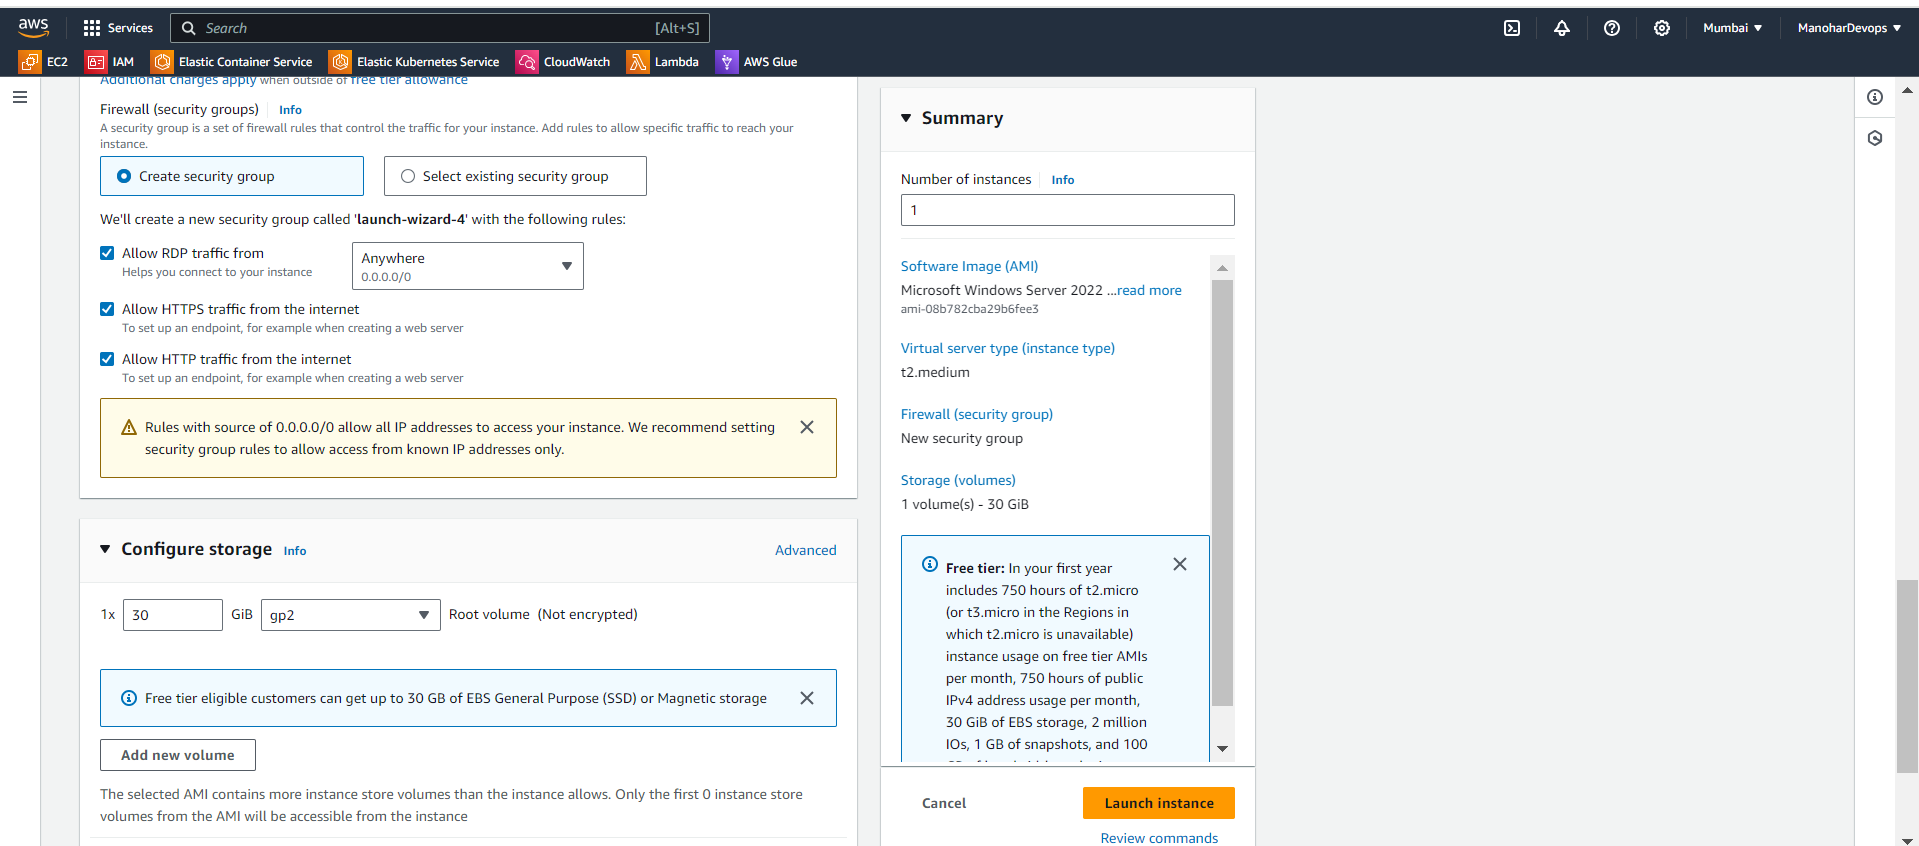 aws
Services
Search
[Alt+S]
Mumbai
ManoharDevops
EC2
IAM
Elastic Container Service
Elastic Kubernetes Service
CloudWatch
Lambda
AWS Glue
Additional charges apply when outside of free tier allowance
Firewall (security groups)
Info
A security group is a set of firewall rules that control the traffic for your instance. Add rules to allow specific traffic to reach your
instance.
Create security group
Select existing security group
We'll create a new security group called 'launch-wizard-4' with the following rules:
Allow RDP traffic from
Helps you connect to your instance
Anywhere
0.0.0.0/0
Allow HTTPS traffic from the internet
To set up an endpoint, for example when creating a web server
Allow HTTP traffic from the internet
To set up an endpoint, for example when creating a web server
Rules with source of 0.0.0.0/0 allow all IP addresses to access your instance. We recommend setting
security group rules to allow access from known IP addresses only.
Configure storage
Info
Advanced
1x
30
GiB
gp2
Root volume (Not encrypted)
Free tier eligible customers can get up to 30 GB of EBS General Purpose (SSD) or Magnetic storage
Add new volume
The selected AMI contains more instance store volumes than the instance allows. Only the first 0 instance store
volumes from the AMI will be accessible from the instance
Summary
Number of instances
Info
1
Software Image (AMI)
Microsoft Windows Server 2022 ...read more
ami-08b782cba29b6fee3
Virtual server type (instance type)
t2.medium
Firewall (security group)
New security group
Storage (volumes)
1 volume(s) - 30 GiB
Free tier: In your first year
includes 750 hours of t2.micro
(or t3.micro in the Regions in
which t2.micro is unavailable)
instance usage on free tier AMIs
per month, 750 hours of public
IPv4 address usage per month,
30 GiB of EBS storage, 2 million
IOs, 1 GB of snapshots, and 100
Cancel
Launch instance
Review commands